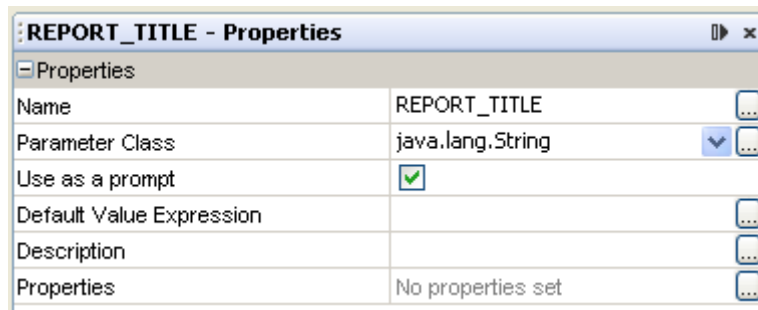 REPORT_TITLE - Properties
Properties
Name REPORT_TITLE ...
Parameter Class java.lang.String ...
Use as a prompt
Default Value Expression ...
Description ...
Properties No properties set ...